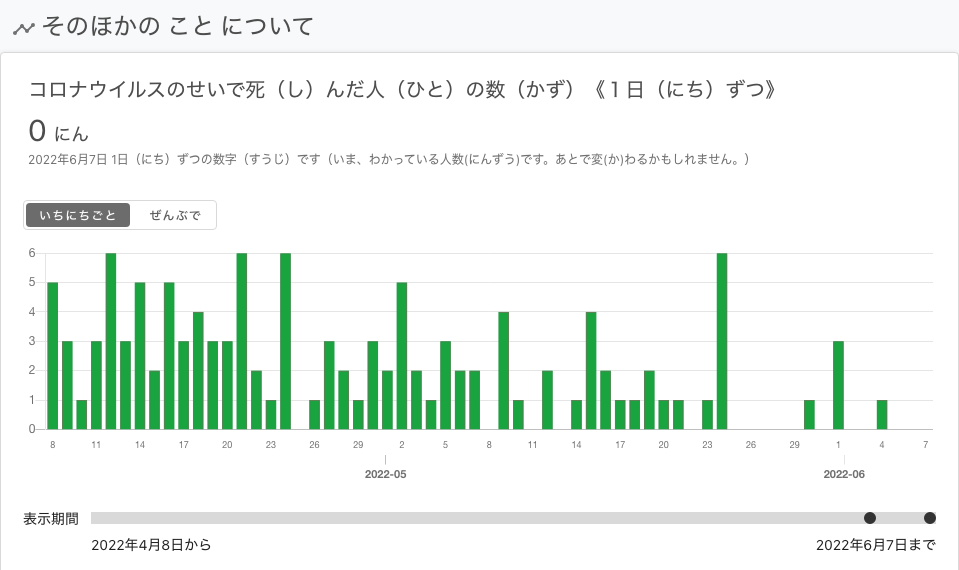 そのほかの こと について
コロナウイルスのせいで死（し）んだ人（ひと）の数（かず）《１日（にち）ずつ》
0 にん
2022年6月7日 1日（にち）ずつの数字（すうじ）です（いま、わかっている人数(にんずう)です。あとで変(か)わるかもしれません。）
いちにちごと ぜんぶで
6
5
4
3
2
1
0
8 11 14 17 20 23 26 29 2 5 8 11 14 17 20 23 26 29 1 4 7
2022-05 2022-06
表示期間
2022年4月8日から 2022年6月7日まで